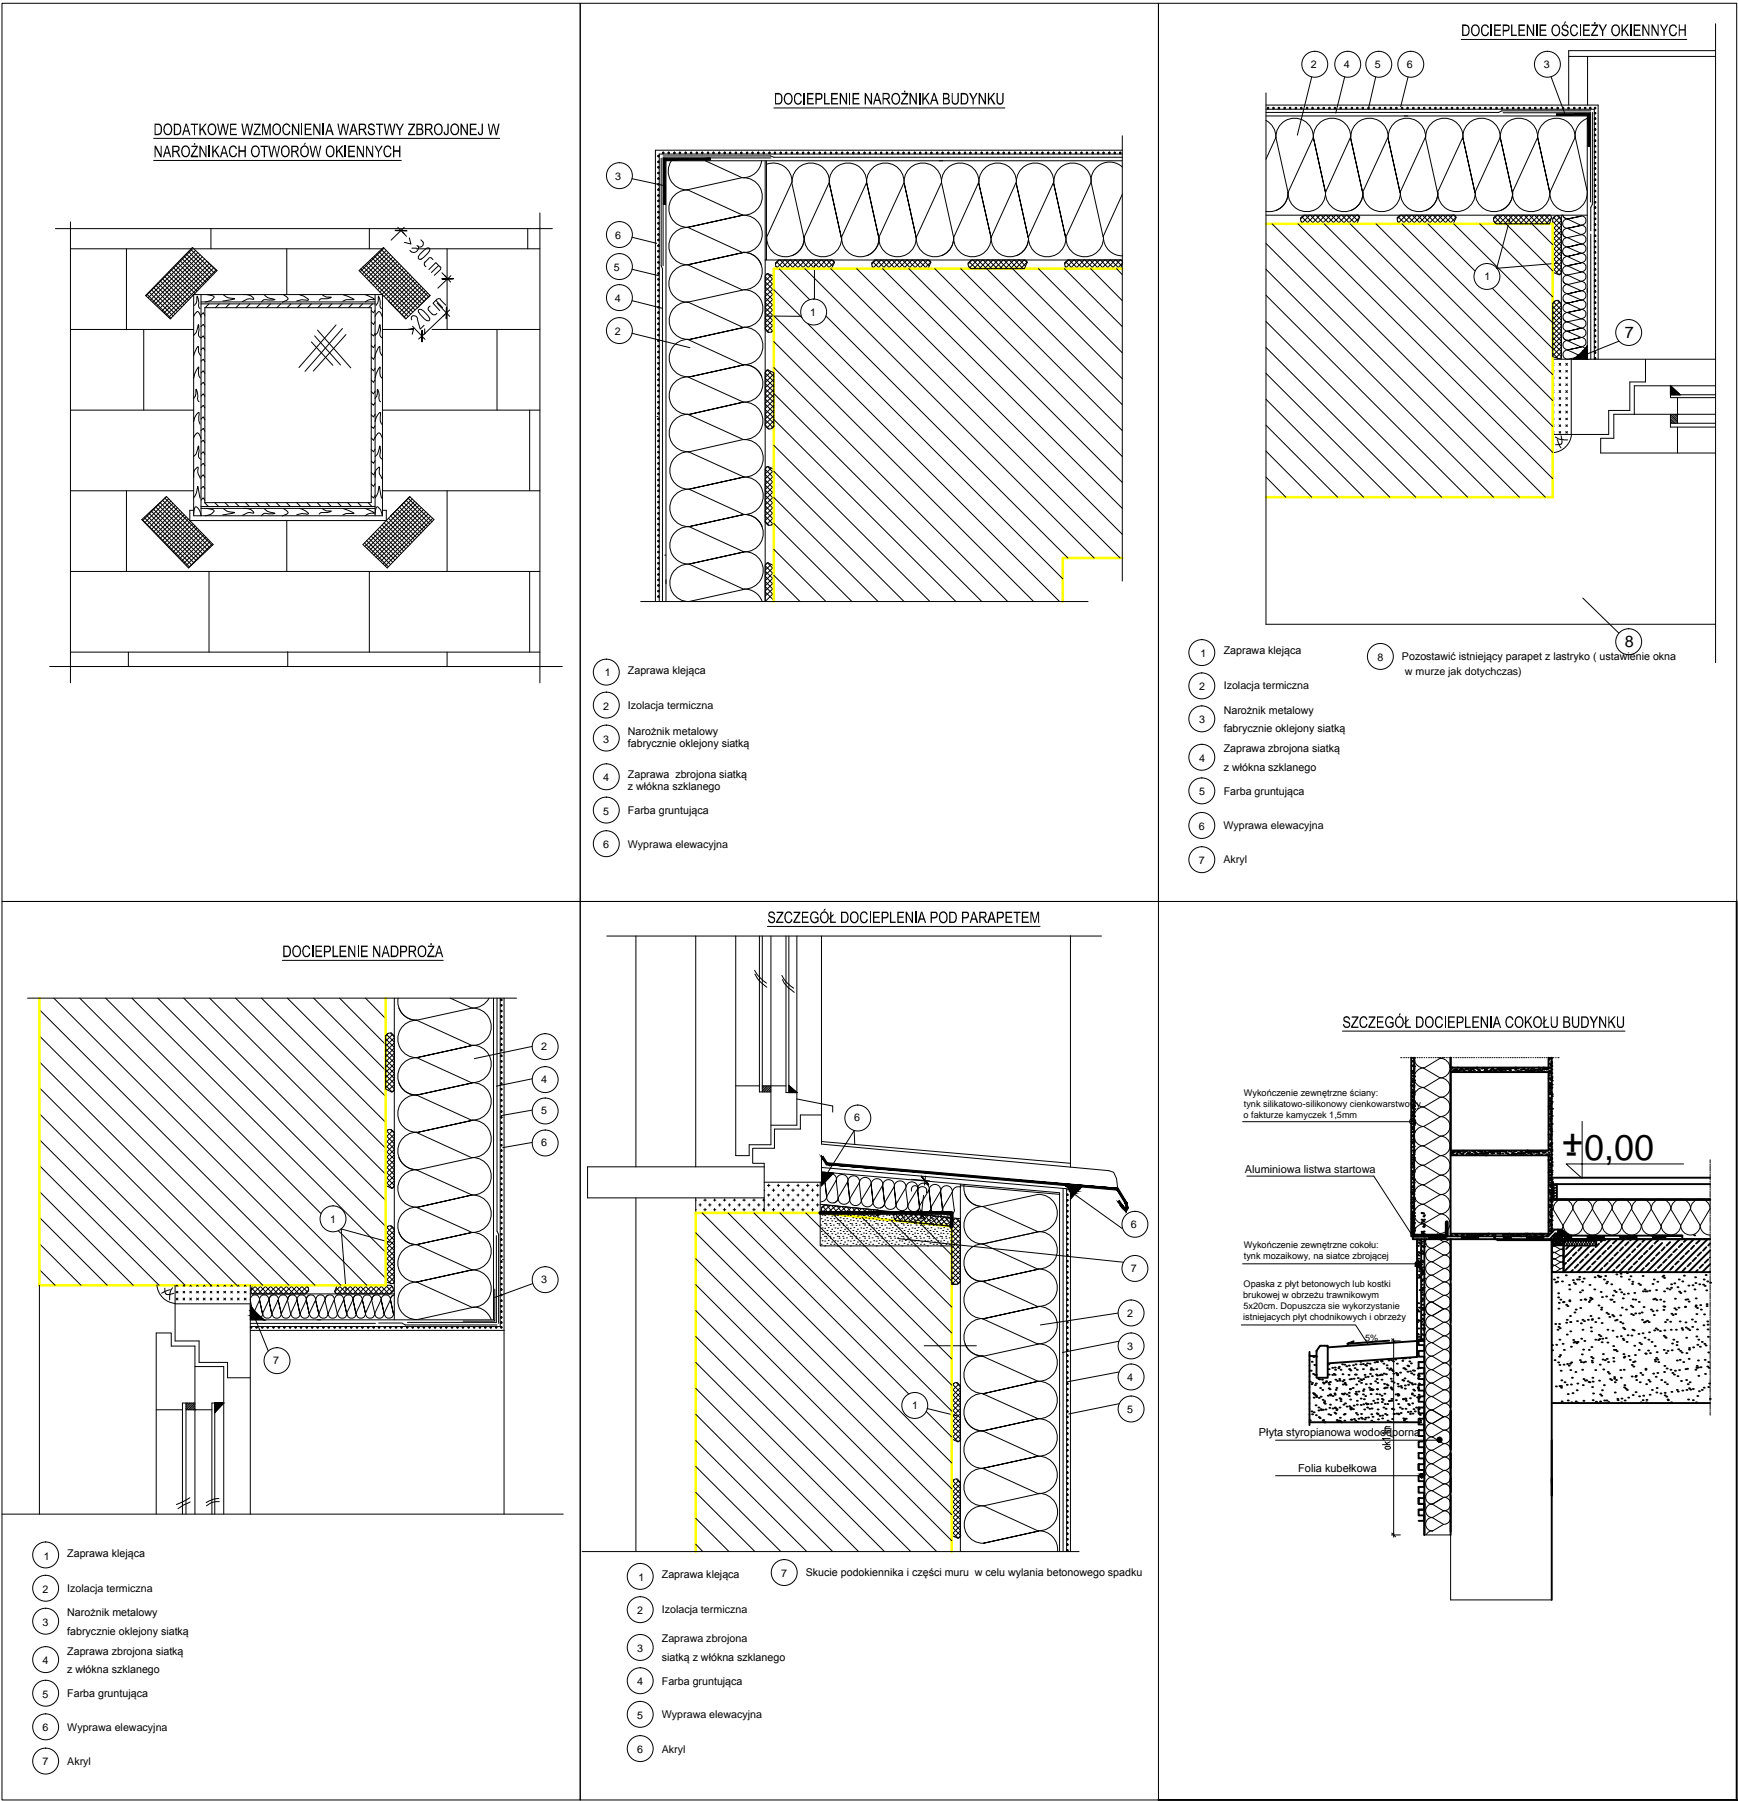 DODATKOWE WZMOCNIENIA WARSTWY ZBROJONEJ W
NAROŻNIKACH OTWORÓW OKIENNYCH
>30cm
>20cm
DOCIEPLENIE NAROŻNIKA BUDYNKU
3
6
5
4
2
1
1 Zaprawa klejąca
2 Izolacja termiczna
3 Narożnik metalowy
fabrycznie oklejony siatką
4 Zaprawa zbrojona siatką
z włókna szklanego
5 Farba gruntująca
6 Wyprawa elewacyjna
DOCIEPLENIE OŚCIEŻY OKIENNYCH
2 4 5 6 3
1
7
8
1 Zaprawa klejąca
2 Izolacja termiczna
3 Narożnik metalowy
fabrycznie oklejony siatką
4 Zaprawa zbrojona siatką
z włókna szklanego
5 Farba gruntująca
6 Wyprawa elewacyjna
7 Akryl
8 Pozostawić istniejący parapet z lastryko ( ustawienie okna
w murze jak dotychczas)
DOCIEPLENIE NADPROŻA
2
4
5
6
1
3
7
1 Zaprawa klejąca
2 Izolacja termiczna
3 Narożnik metalowy
fabrycznie oklejony siatką
4 Zaprawa zbrojona siatką
z włókna szklanego
5 Farba gruntująca
6 Wyprawa elewacyjna
7 Akryl
SZCZEGÓŁ DOCIEPLENIA POD PARAPETEM
6
6
7
2
3
4
1
5
1 Zaprawa klejąca
2 Izolacja termiczna
3 Zaprawa zbrojona
siatką z włókna szklanego
4 Farba gruntująca
5 Wyprawa elewacyjna
6 Akryl
7 Skucie podokiennika i części muru w celu wylania betonowego spadku
SZCZEGÓŁ DOCIEPLENIA COKOŁU BUDYNKU
Wykończenie zewnętrzne ściany:
tynk silikatowo-silikonowy cienkowarstwowy
o fakturze kamyczek 1,5mm
±0,00
Aluminiowa listwa startowa
Wykończenie zewnętrzne cokołu:
tynk mozaikowy, na siatce zbrojącej
Opaska z płyt betonowych lub kostki
brukowej w obrzeżu trawnikowym
5x20cm. Dopuszcza sie wykorzystanie
istniejacych płyt chodnikowych i obrzeży
5%
Płyta styropianowa wodoodporna
Folia kubełkowa